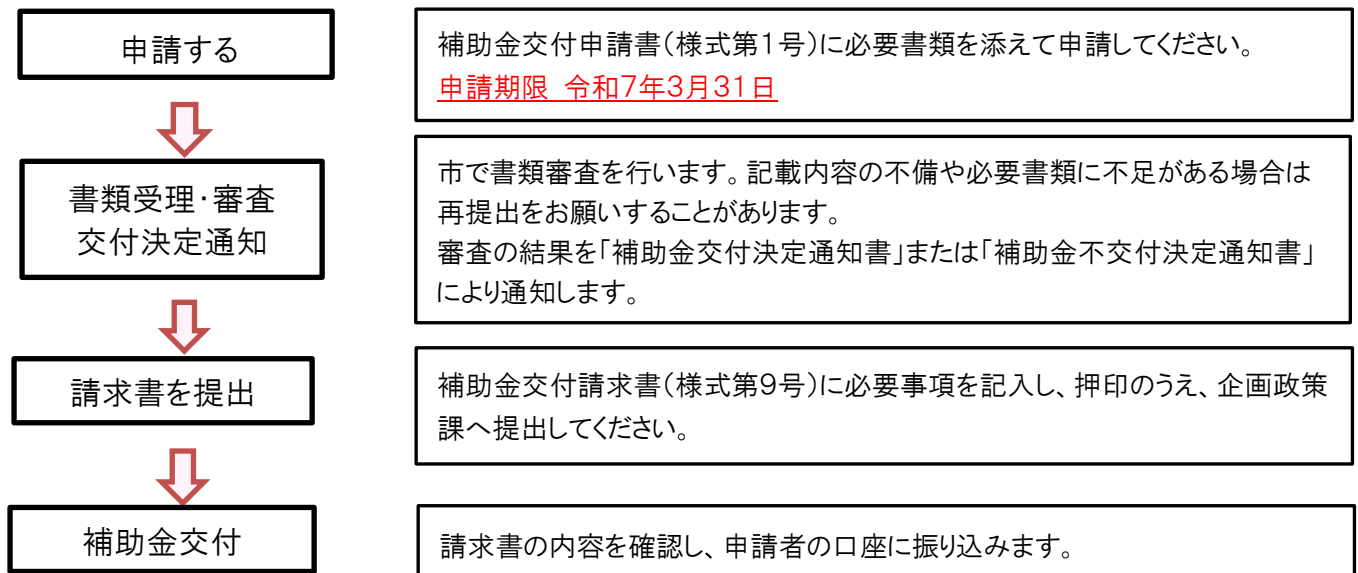 申請する
補助金交付申請書(様式第1号)に必要書類を添えて申請してください。
申請期限 令和7年3月31日
書類受理・審査
交付決定通知
市で書類審査を行います。記載内容の不備や必要書類に不足がある場合は
再提出をお願いすることがあります。
審査の結果を「補助金交付決定通知書」または「補助金不交付決定通知書」
により通知します。
請求書を提出
補助金交付請求書(様式第9号)に必要事項を記入し、押印のうえ、企画政策
課へ提出してください。
補助金交付
請求書の内容を確認し、申請者の口座に振り込みます。